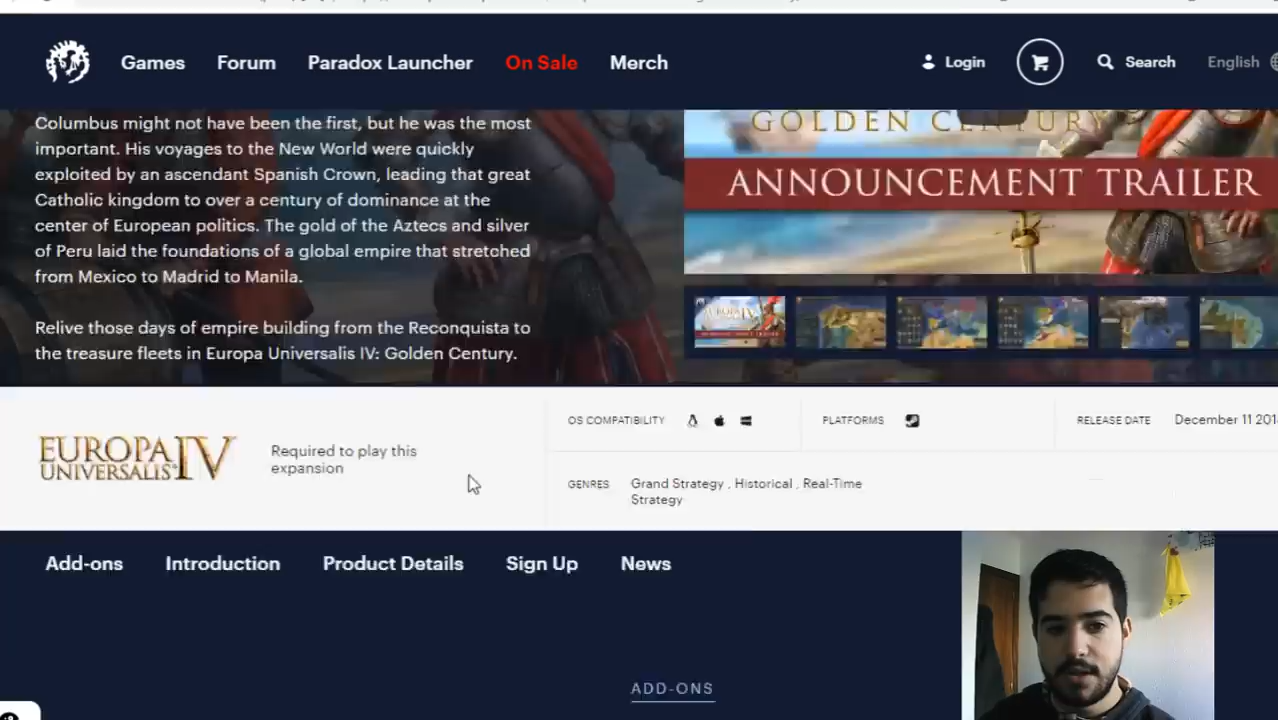 Games Forum Paradox Launcher On Sale Merch Login Search English
Columbus might not have been the first, but he was the most
important. His voyages to the New World were quickly
exploited by an ascendant Spanish Crown, leading that great
Catholic kingdom to over a century of dominance at the
center of European politics. The gold of the Aztecs and silver
of Peru laid the foundations of a global empire that stretched
from Mexico to Madrid to Manila.
Relive those days of empire building from the Reconquista to
the treasure fleets in Europa Universalis IV: Golden Century.
GOLDEN CENTURY
ANNOUNCEMENT TRAILER
EUROPA
UNIVERSALIS IV
Required to play this
expansion
OS COMPATIBILITY
PLATFORMS
RELEASE DATE December 11 201
GENRES Grand Strategy , Historical , Real-Time
Strategy
Add-ons Introduction Product Details Sign Up News
ADD-ONS